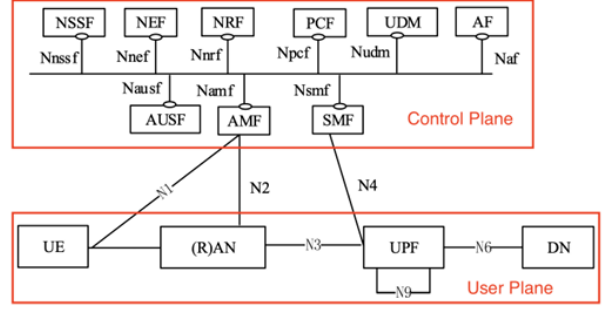 NSSF NEF NRF PCF UDM AF
Nnssf Nnef Nnrf Npcf Nudm Naf
Nausf Namf Nsmf
AUSF AMF SMF Control Plane
N1 N2 N4
UE (R)AN N3 UPF N6 DN
N9 User Plane